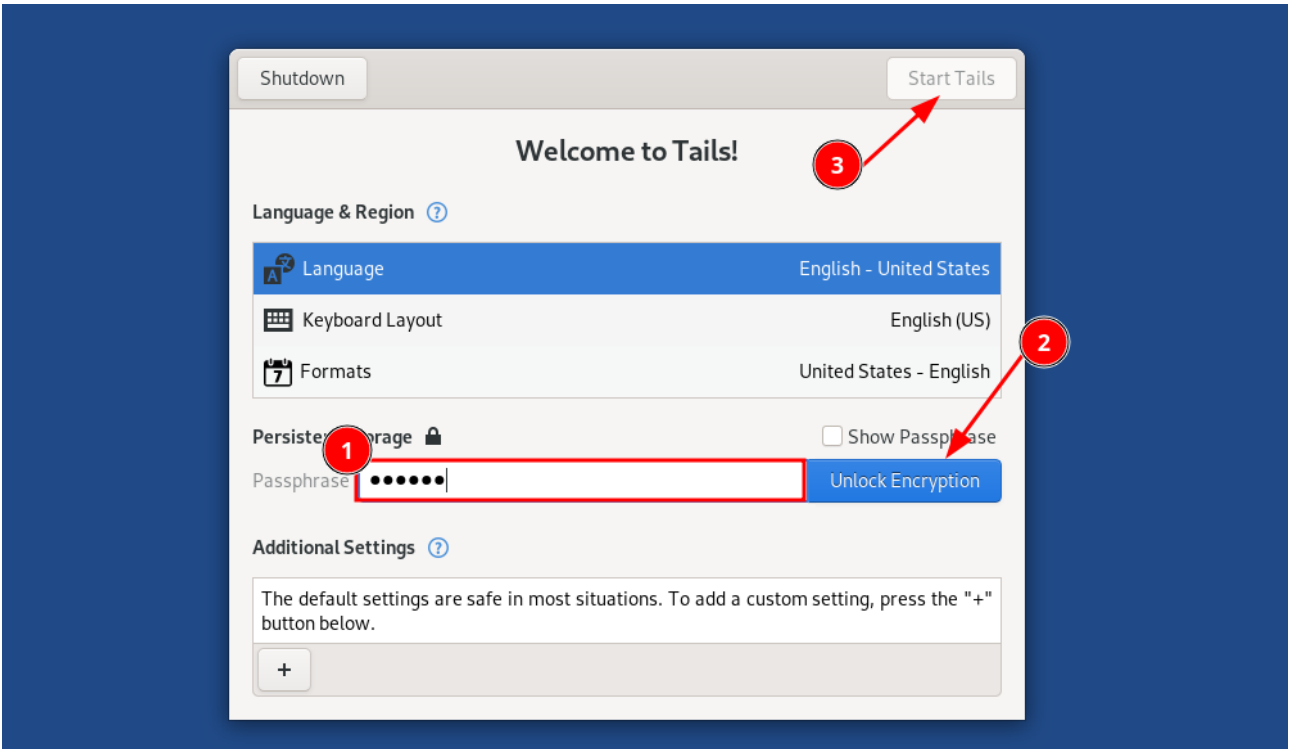 Shutdown
Start Tails
Welcome to Tails!
3
Language & Region ?
Language English - United States
Keyboard Layout English (US)
2
7 Formats United States - English
Show Passphrase
1
Passphrase ●●●●●● Unlock Encryption
Additional Settings ?
The default settings are safe in most situations. To add a custom setting, press the "+"
button below.
+